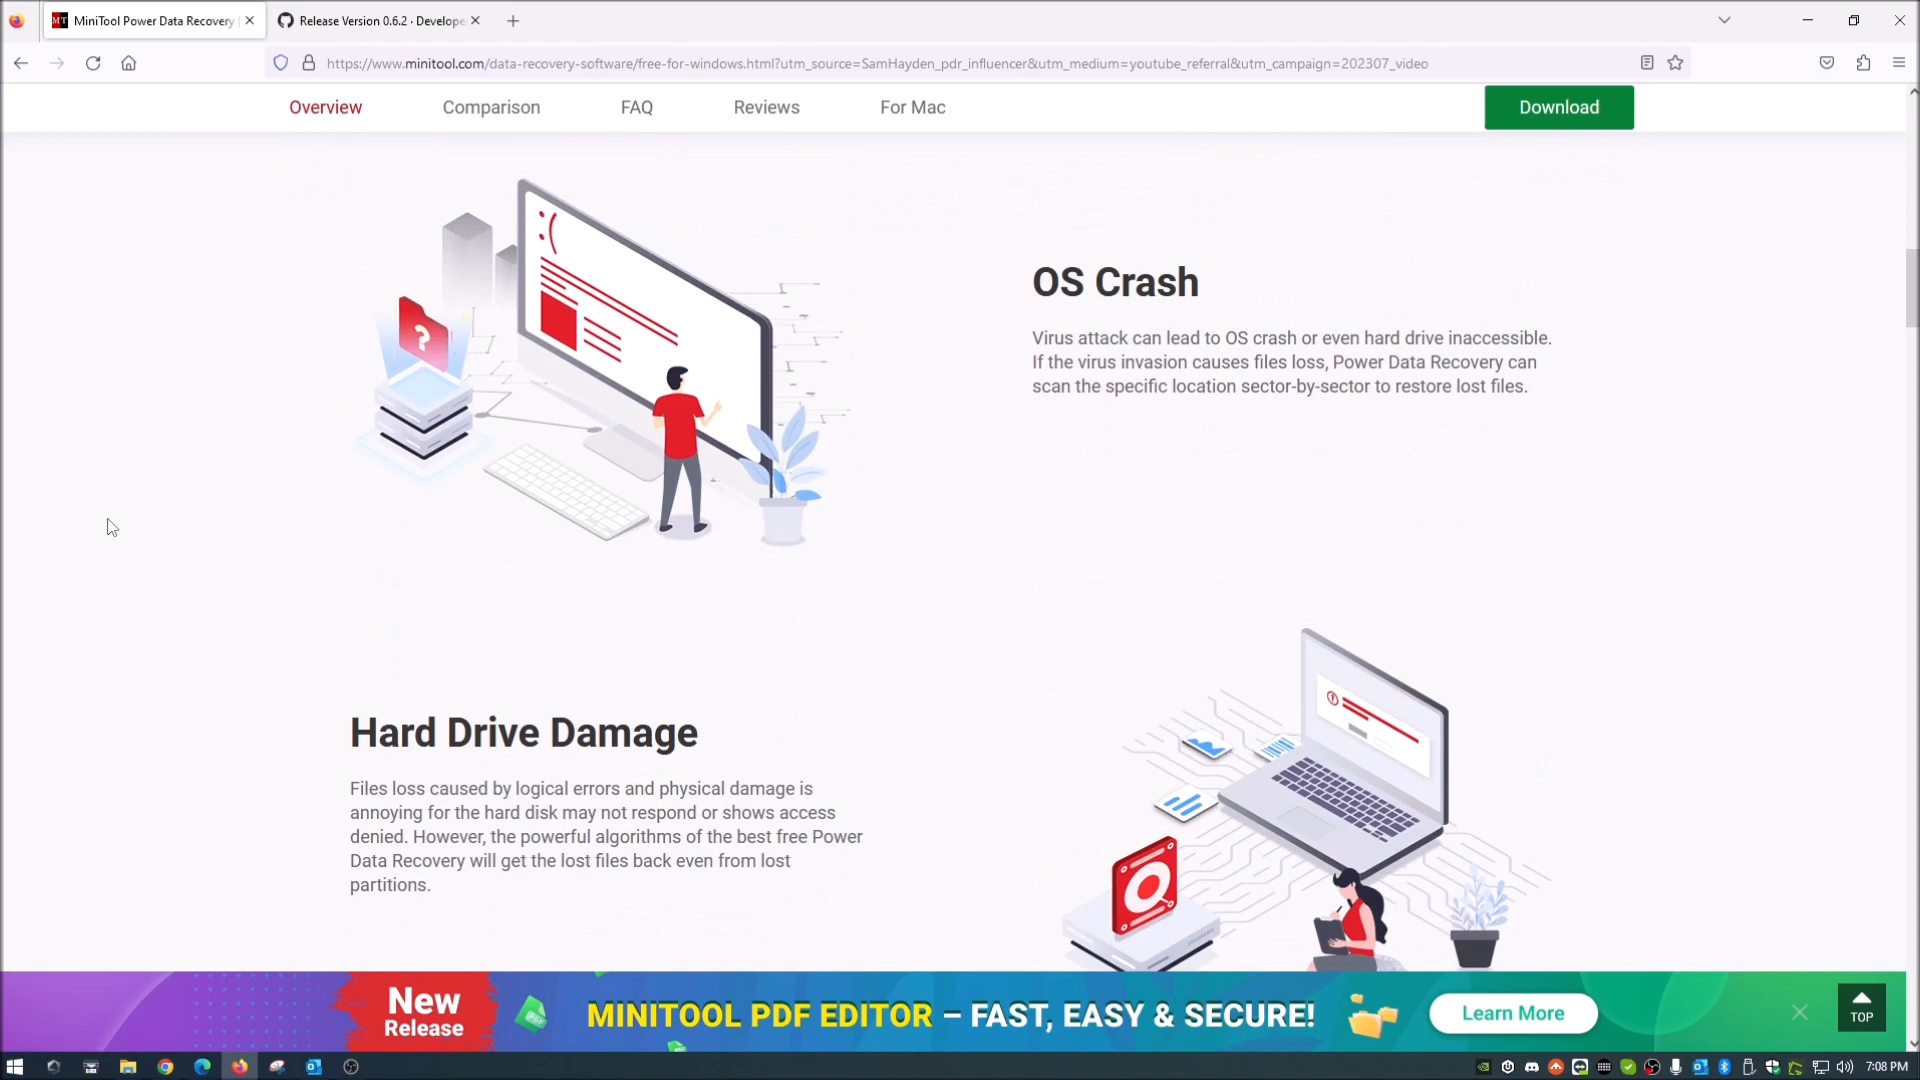 MT MiniTool Power Data Recovery
Release Version 0.6.2 · Develope
https://www.minitool.com/data-recovery-software/free-for-windows.html?utm_source=SamHayden_pdr_influencer&utm_medium=youtube_referral&utm_campaign=202307_video
Overview
Comparison
FAQ
Reviews
For Mac
Download
:(
?
OS Crash
Virus attack can lead to OS crash or even hard drive inaccessible.
If the virus invasion causes files loss, Power Data Recovery can
scan the specific location sector-by-sector to restore lost files.
Hard Drive Damage
Files loss caused by logical errors and physical damage is
annoying for the hard disk may not respond or shows access
denied. However, the powerful algorithms of the best free Power
Data Recovery will get the lost files back even from lost
partitions.
New
Release
PDF
MINITOOL PDF EDITOR – FAST, EASY & SECURE!
Learn More
TOP
7:08 PM